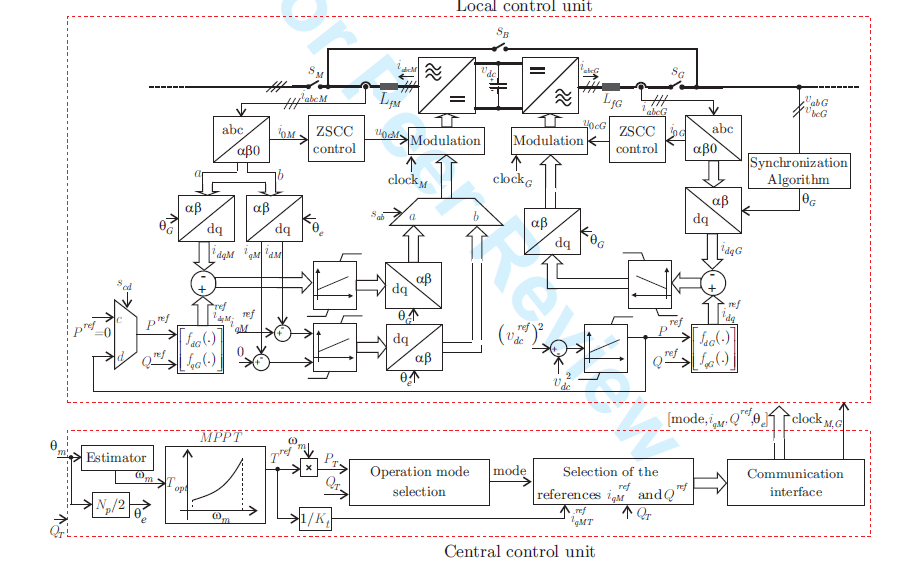 Local control unit
s_B
s_M
i_abcM
v_dc
i_abcG
s_G
L_fM
L_fG
i_abcM
i_abcG
v_abG
v_bcG
abc
αβ0
i_0M
ZSCC
control
u_0cM
Modulation
Modulation
u_0cG
ZSCC
control
i_0G
abc
αβ0
Synchronization
Algorithm
a
b
clock_M
clock_G
θ_G
αβ
dq
αβ
dq
θ_e
s_ab
a
b
αβ
dq
θ_G
αβ
dq
θ_G
i_dqM
i_qM
i_dM
i_dqG
-
+
αβ
dq
θ_G
-
+
s_cd
i_dqM^ref
i_qM^ref
i_dq^ref
P^ref=0
c
d
P^ref
Q^ref
f_dG(.)
f_qG(.)
0
dq
αβ
θ_e
(v_dc^ref)^2
v_dc^2
P^ref
Q^ref
f_dG(.)
f_qG(.)
or Peer Review
[mode,i_qM,Q^ref,θ_e]
clock_M,G
θ_m
Estimator
ω_m
N_p/2
θ_e
Q_T
MPPT
T_opt
ω_m
T^ref
ω_m
×
P_T
Q_T
1/K_t
Operation mode
selection
mode
Selection of the
references i_qM^ref and Q^ref
i_qMT^ref
Q_T
Communication
interface
Central control unit